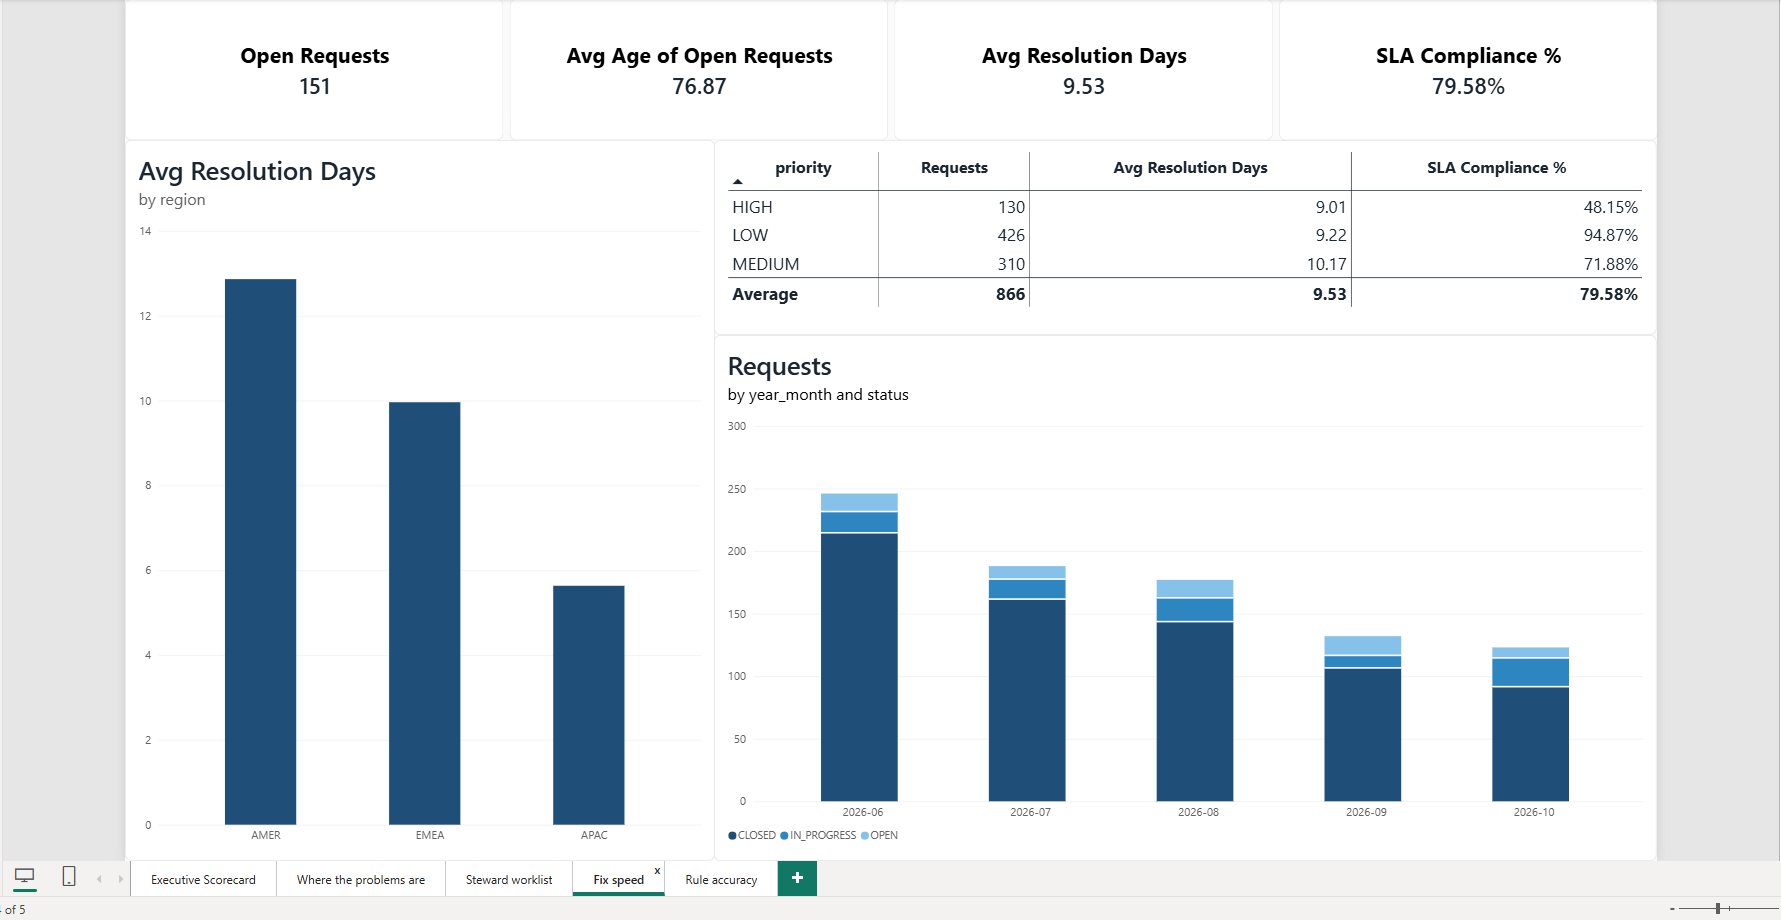 Open Requests
151
Avg Age of Open Requests
76.87
Avg Resolution Days
9.53
SLA Compliance %
79.58%
Avg Resolution Days
by region
14
12
10
8
6
4
2
0
AMER EMEA APAC
priority Requests Avg Resolution Days SLA Compliance %
HIGH 130 9.01 48.15%
LOW 426 9.22 94.87%
MEDIUM 310 10.17 71.88%
Average 866 9.53 79.58%
Requests
by year_month and status
300
250
200
150
100
50
0
2026-06 2026-07 2026-08 2026-09 2026-10
CLOSED IN_PROGRESS OPEN
Executive Scorecard Where the problems are Steward worklist Fix speed x Rule accuracy +
of 5